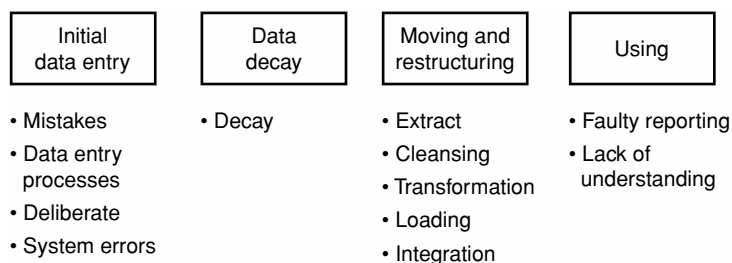 Initial
data entry
Data
decay
Moving and
restructuring
Using
• Mistakes
• Data entry
processes
• Deliberate
• System errors
• Decay
• Extract
• Cleansing
• Transformation
• Loading
• Integration
• Faulty reporting
• Lack of
understanding